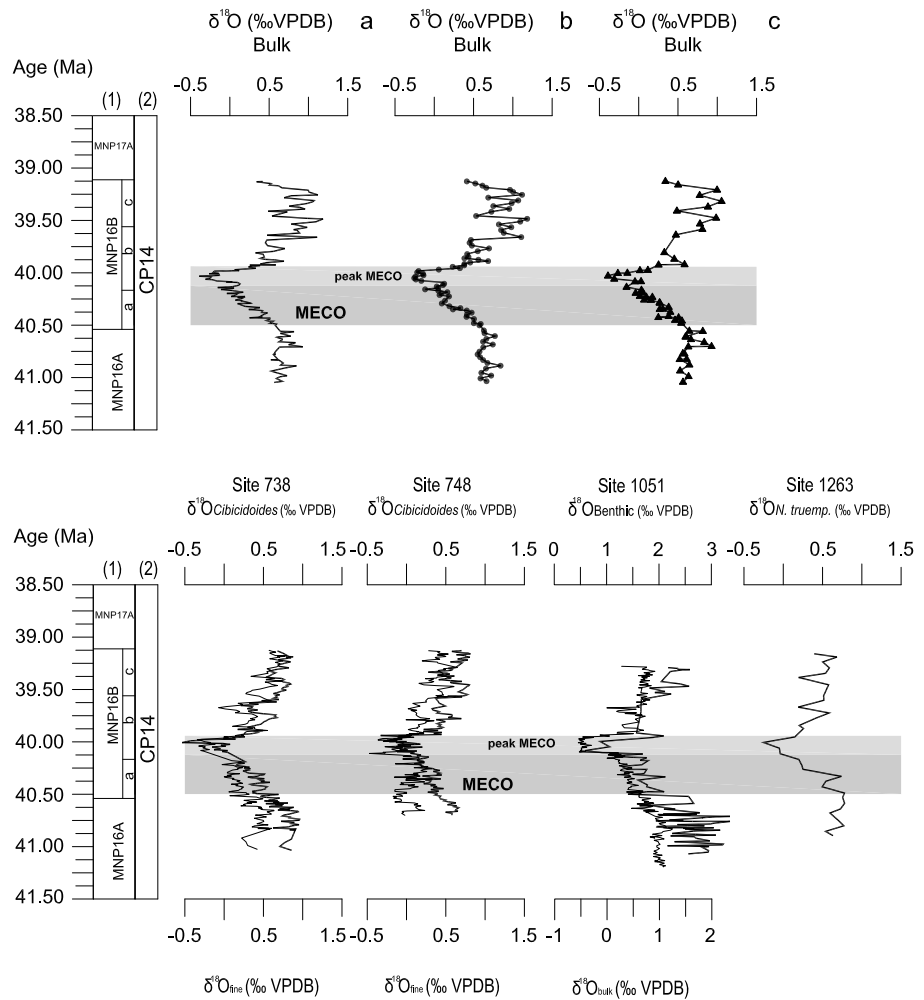 δ18O (‰VPDB) a δ18O (‰VPDB) b δ18O (‰VPDB) c
Bulk Bulk Bulk
Age (Ma)
-0.5 0.5 1.5 -0.5 0.5 1.5 -0.5 0.5 1.5
(1) (2)
38.50
MNP17A
39.00
c
39.50
MNP16B
b
CP14
40.00
peak MECO
a
MECO
40.50
MNP16A
41.00
41.50
Site 738 Site 748 Site 1051 Site 1263
δ18OCibicidoides (‰ VPDB) δ18OCibicidoides (‰ VPDB) δ18OBenthic (‰ VPDB) δ18ON. truemp. (‰ VPDB)
Age (Ma)
-0.5 0.5 1.5 -0.5 0.5 1.5 0 1 2 3 -0.5 0.5 1.5
(1) (2)
38.50
MNP17A
39.00
c
39.50
MNP16B
b
CP14
40.00
peak MECO
a
MECO
40.50
MNP16A
41.00
41.50
-0.5 0.5 1.5 -0.5 0.5 1.5 -1 0 1 2
δ18Ofine (‰ VPDB) δ18Ofine (‰ VPDB) δ18Obulk (‰ VPDB)